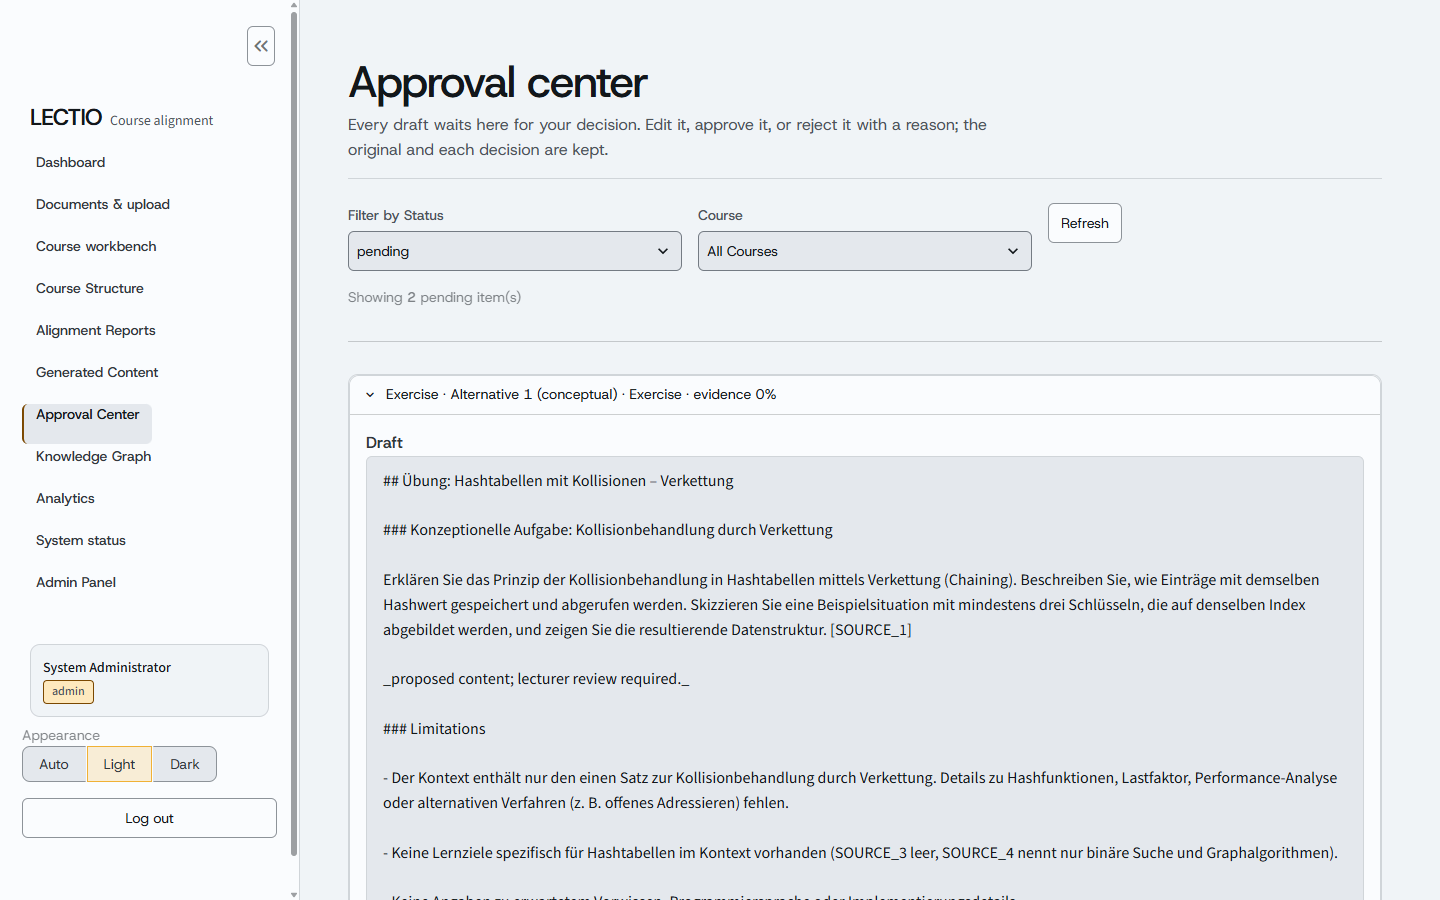 LECTIO Course alignment
Dashboard
Documents & upload
Course workbench
Course Structure
Alignment Reports
Generated Content
Approval Center
Knowledge Graph
Analytics
System status
Admin Panel
System Administrator
admin
Appearance
Auto Light Dark
Log out
Approval center
Every draft waits here for your decision. Edit it, approve it, or reject it with a reason; the
original and each decision are kept.
Filter by Status
pending
Course
All Courses
Refresh
Showing 2 pending item(s)
Exercise · Alternative 1 (conceptual) · Exercise · evidence 0%
Draft
## Übung: Hashtabellen mit Kollisionen – Verkettung
### Konzeptionelle Aufgabe: Kollisionbehandlung durch Verkettung
Erklären Sie das Prinzip der Kollisionbehandlung in Hashtabellen mittels Verkettung (Chaining). Beschreiben Sie, wie Einträge mit demselben
Hashwert gespeichert und abgerufen werden. Skizzieren Sie eine Beispielsituation mit mindestens drei Schlüsseln, die auf denselben Index
abgebildet werden, und zeigen Sie die resultierende Datenstruktur. [SOURCE_1]
_proposed content; lecturer review required._
### Limitations
- Der Kontext enthält nur den einen Satz zur Kollisionbehandlung durch Verkettung. Details zu Hashfunktionen, Lastfaktor, Performance-Analyse
oder alternativen Verfahren (z. B. offenes Adressieren) fehlen.
- Keine Lernziele spezifisch für Hashtabellen im Kontext vorhanden (SOURCE_3 leer, SOURCE_4 nennt nur binäre Suche und Graphalgorithmen).